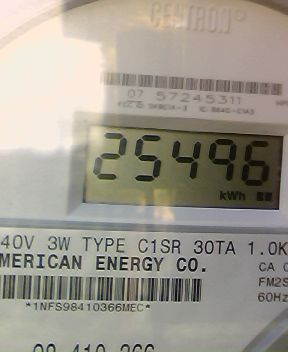 CENTRON®
07 57245311
25496
kWh
40V 3W TYPE C1SR 30TA 1.0K
MERICAN ENERGY CO.
CA 0
FM2S
*1NFS98410366MEC*
60Hz